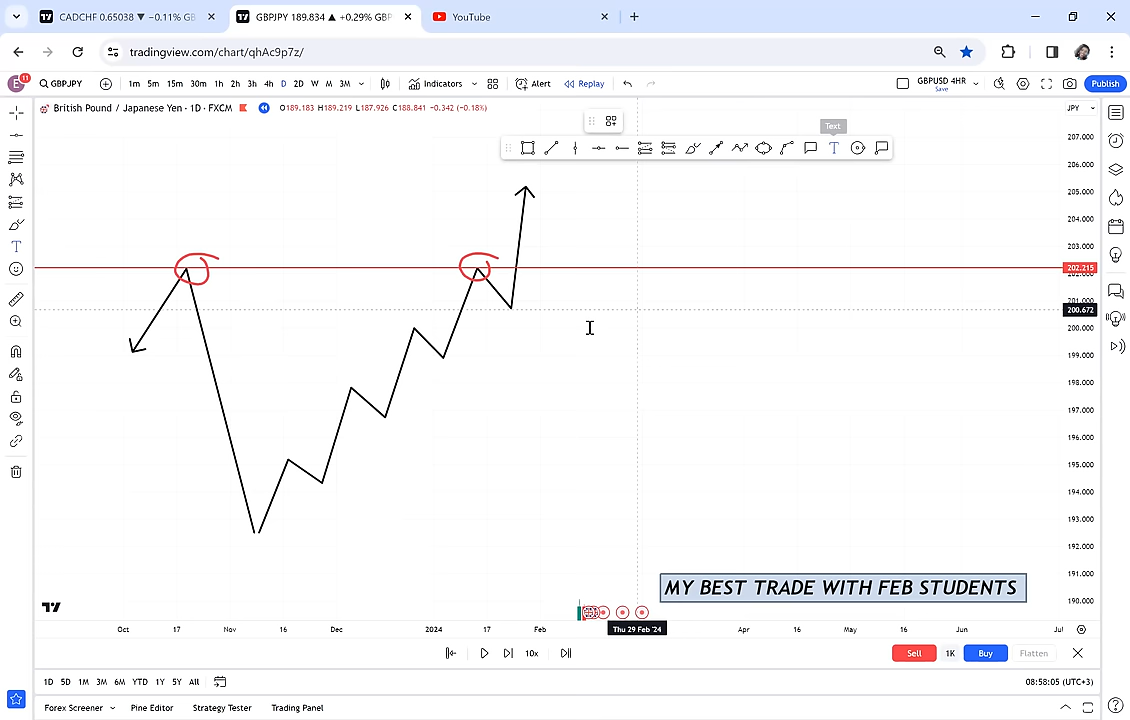 CADCHF 0.65038 ▼ −0.11% GE
GBPJPY 189.834 ▲ +0.29% GBP
YouTube
tradingview.com/chart/qhAc9p7z/
11
GBPJPY
1m 5m 15m 30m 1h 2h 3h 4h D 2D W M 3M
Indicators
Alert
Replay
GBPUSD 4HR
Save
Publish
British Pound / Japanese Yen · 1D · FXCM
O189.183 H189.219 L187.926 C188.841 −0.342 (−0.18%)
JPY
Text
207.000
206.000
205.000
204.000
203.000
202.215
202.000
201.000
200.672
200.000
199.000
198.000
197.000
196.000
195.000
194.000
193.000
192.000
191.000
190.000
MY BEST TRADE WITH FEB STUDENTS
Oct 17 Nov 16 Dec 2024 17 Feb Thu 29 Feb '24 Apr 16 May 16 Jun Jul
10x
Sell 1K Buy Flatten
1D 5D 1M 3M 6M YTD 1Y 5Y All
08:58:05 (UTC+3)
Forex Screener Pine Editor Strategy Tester Trading Panel